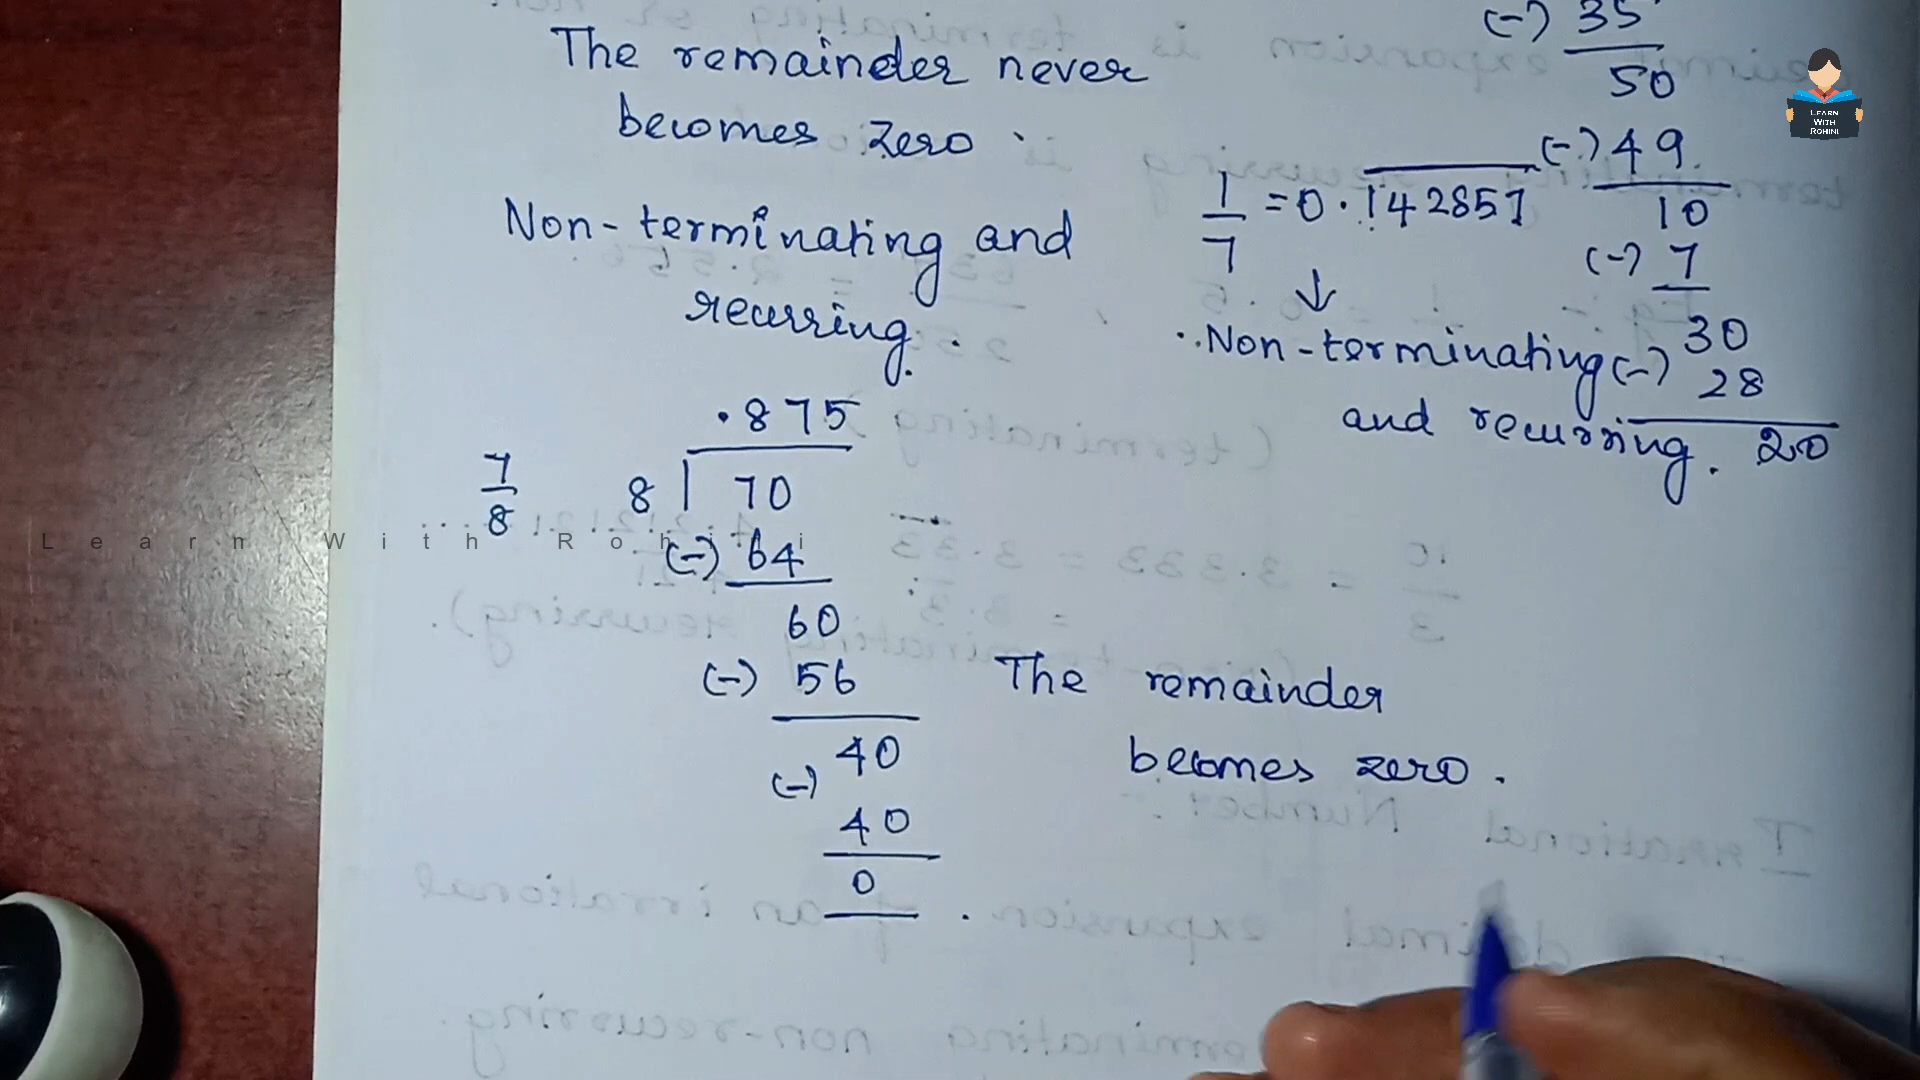 The remainder never
becomes zero.
Non-terminating and
recurring.
.875
7/8
8 | 70
(-) 64
60
(-) 56
40
(-)
40
0
The remainder
becomes zero.
(-) 35
50
(-) 49
10
(-) 7
30
(-) 28
20
1/7 = 0.142857
↓
Non-terminating
and recurring.
Learn With Rohini
LEARN
WITH
ROHINI